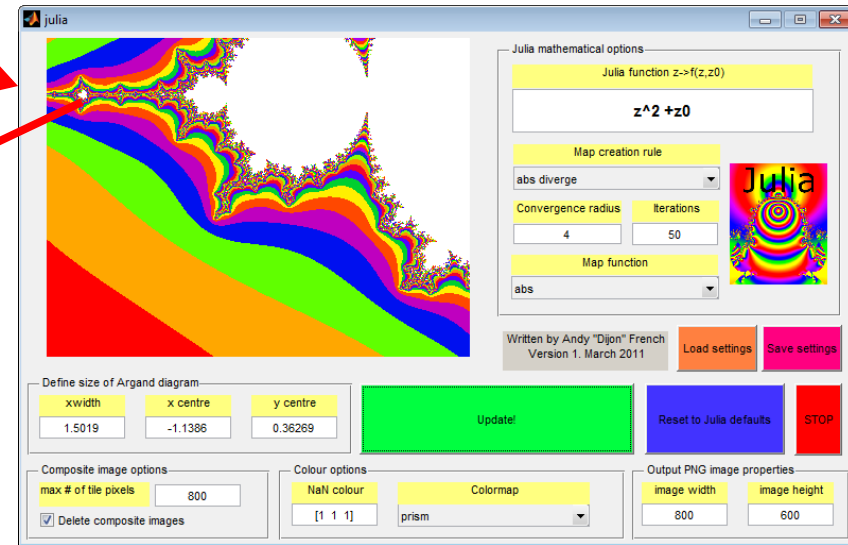 julia
Julia mathematical options
Julia function z->f(z,z0)
z^2 +z0
Map creation rule
abs diverge
Convergence radius
Iterations
4
50
Map function
abs
Julia
Written by Andy "Dijon" French
Version 1. March 2011
Load settings
Save settings
Define size of Argand diagram
xwidth
x centre
y centre
1.5019
-1.1386
0.36269
Update!
Reset to Julia defaults
STOP
Composite image options
max # of tile pixels
800
Delete composite images
Colour options
NaN colour
Colormap
[1 1 1]
prism
Output PNG image properties
image width
image height
800
600